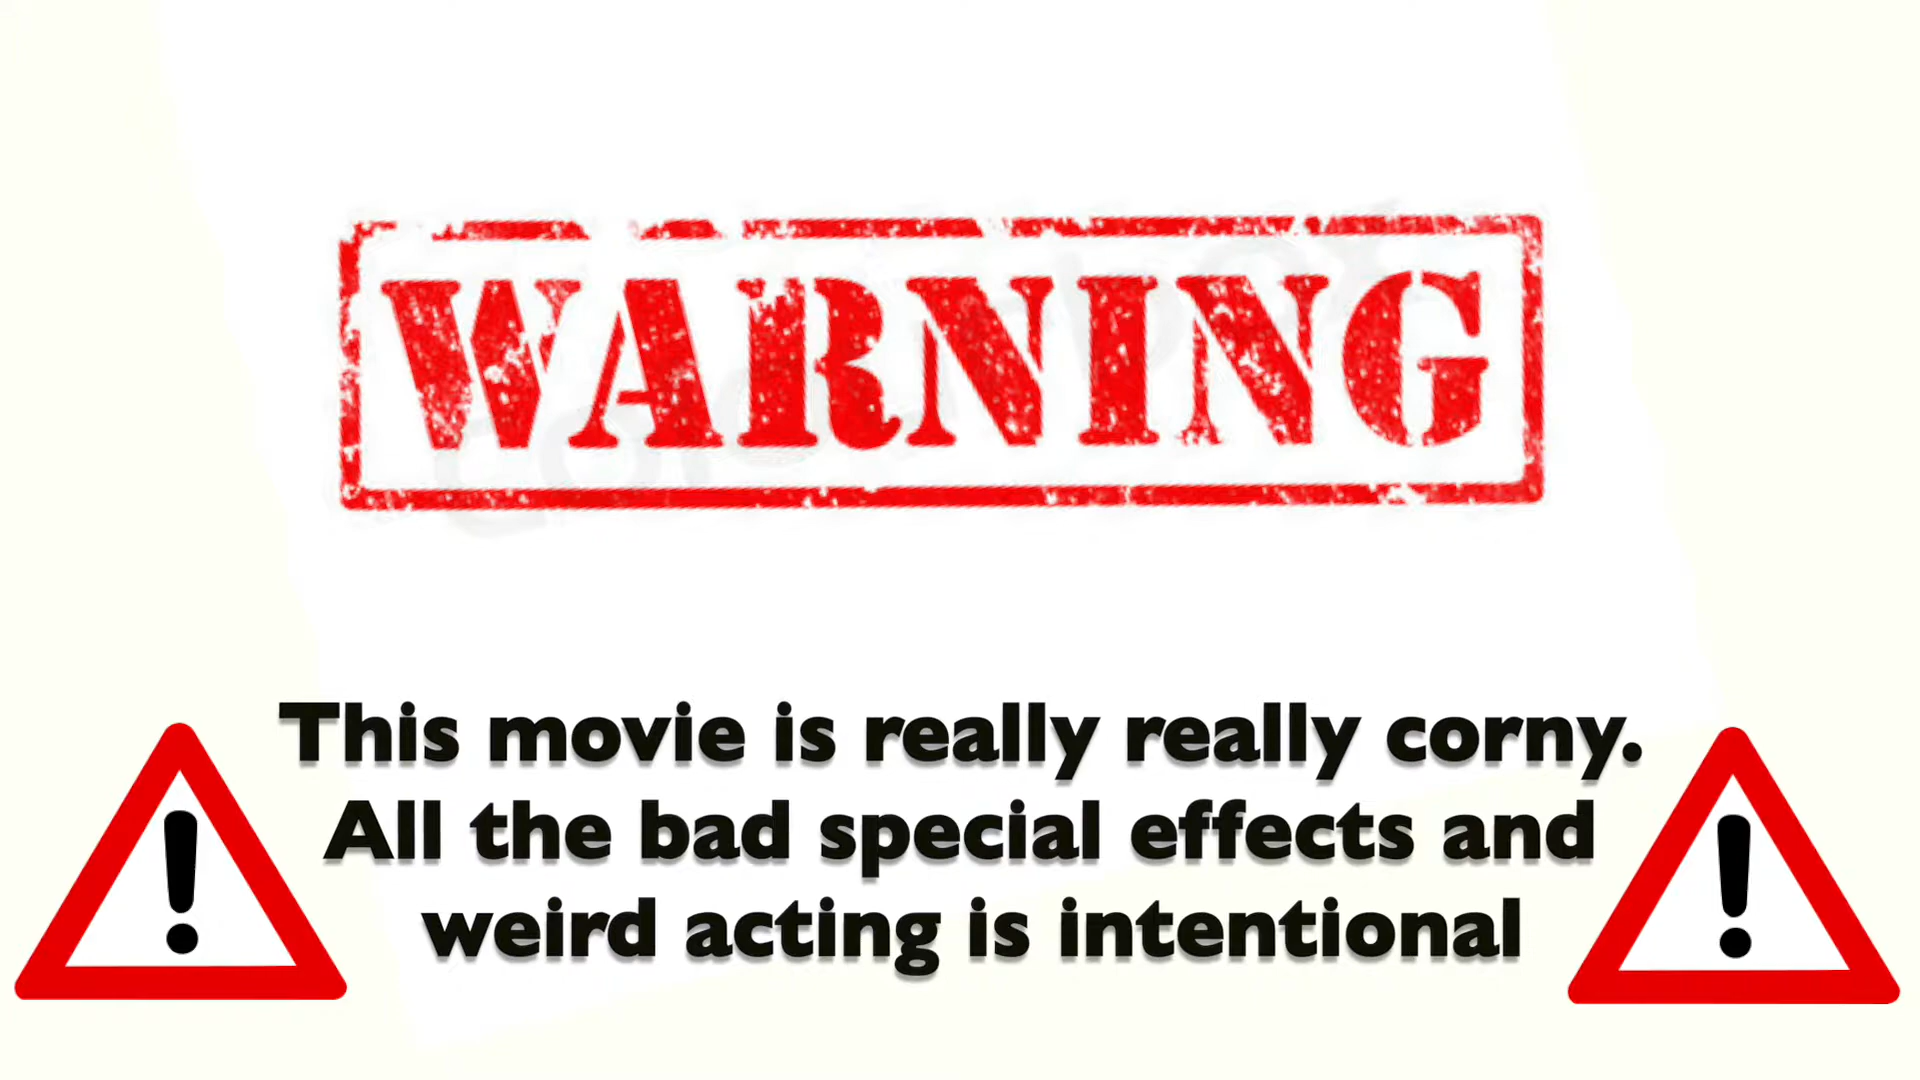 WARNING
This movie is really really corny.
All the bad special effects and
weird acting is intentional